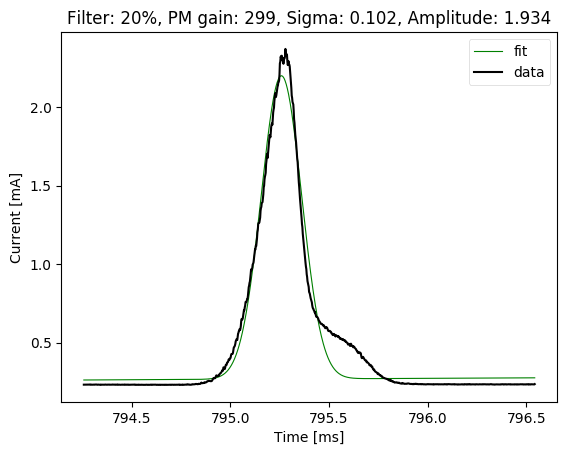 Filter: 20%, PM gain: 299, Sigma: 0.102, Amplitude: 1.934
fit
data
2.0
1.5
1.0
0.5
Current [mA]
794.5 795.0 795.5 796.0 796.5
Time [ms]